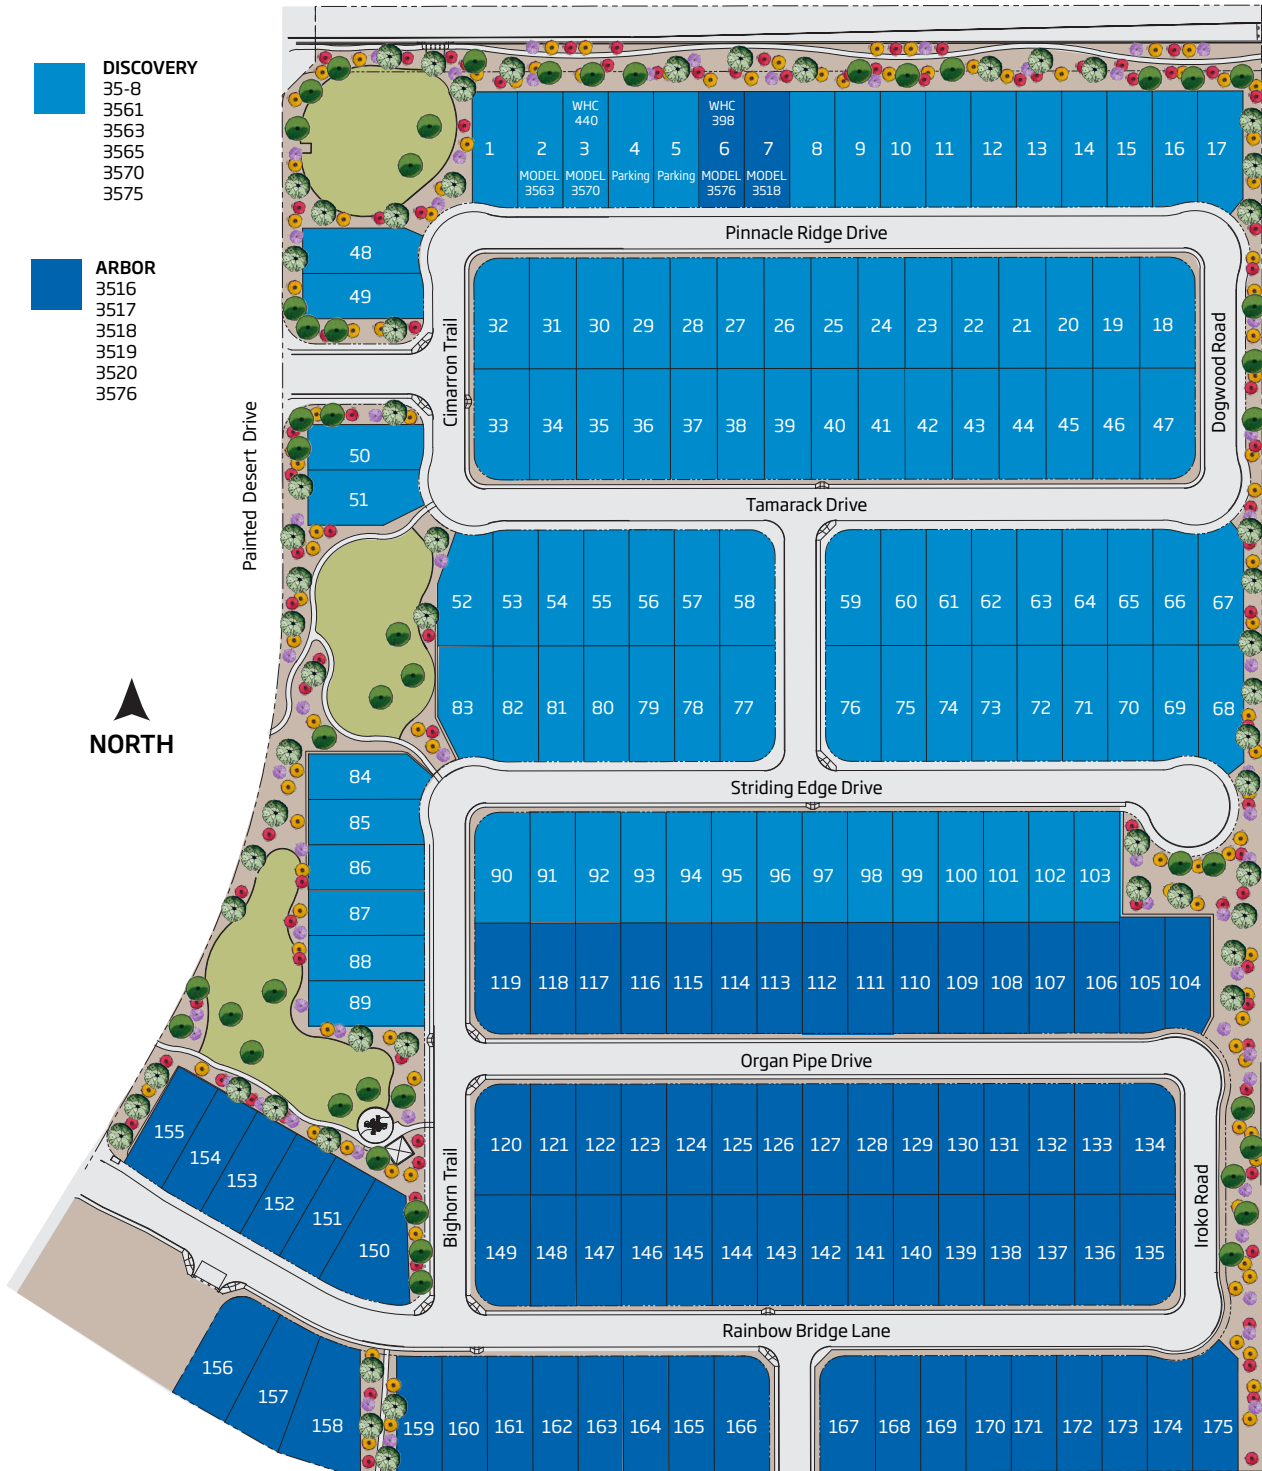 DISCOVERY
35-8
3561
3563
3565
3570
3575
ARBOR
3516
3517
3518
3519
3520
3576
WHC
440
WHC
398
1 2 3 4 5 6 7 8 9 10 11 12 13 14 15 16 17
MODEL
3563
MODEL
3570
Parking
Parking
MODEL
3576
MODEL
3518
Pinnacle Ridge Drive
48
49
32 31 30 29 28 27 26 25 24 23 22 21 20 19 18
Cimarron Trail
Dogwood Road
33 34 35 36 37 38 39 40 41 42 43 44 45 46 47
Painted Desert Drive
50
51
Tamarack Drive
52 53 54 55 56 57 58 59 60 61 62 63 64 65 66 67
83 82 81 80 79 78 77 76 75 74 73 72 71 70 69 68
NORTH
84
85
86
87
88
89
Striding Edge Drive
90 91 92 93 94 95 96 97 98 99 100 101 102 103
119 118 117 116 115 114 113 112 111 110 109 108 107 106 105 104
Organ Pipe Drive
155
154
153
152
151
150
120 121 122 123 124 125 126 127 128 129 130 131 132 133 134
Bighorn Trail
Iroko Road
149 148 147 146 145 144 143 142 141 140 139 138 137 136 135
Rainbow Bridge Lane
156
157
158
159 160 161 162 163 164 165 166 167 168 169 170 171 172 173 174 175